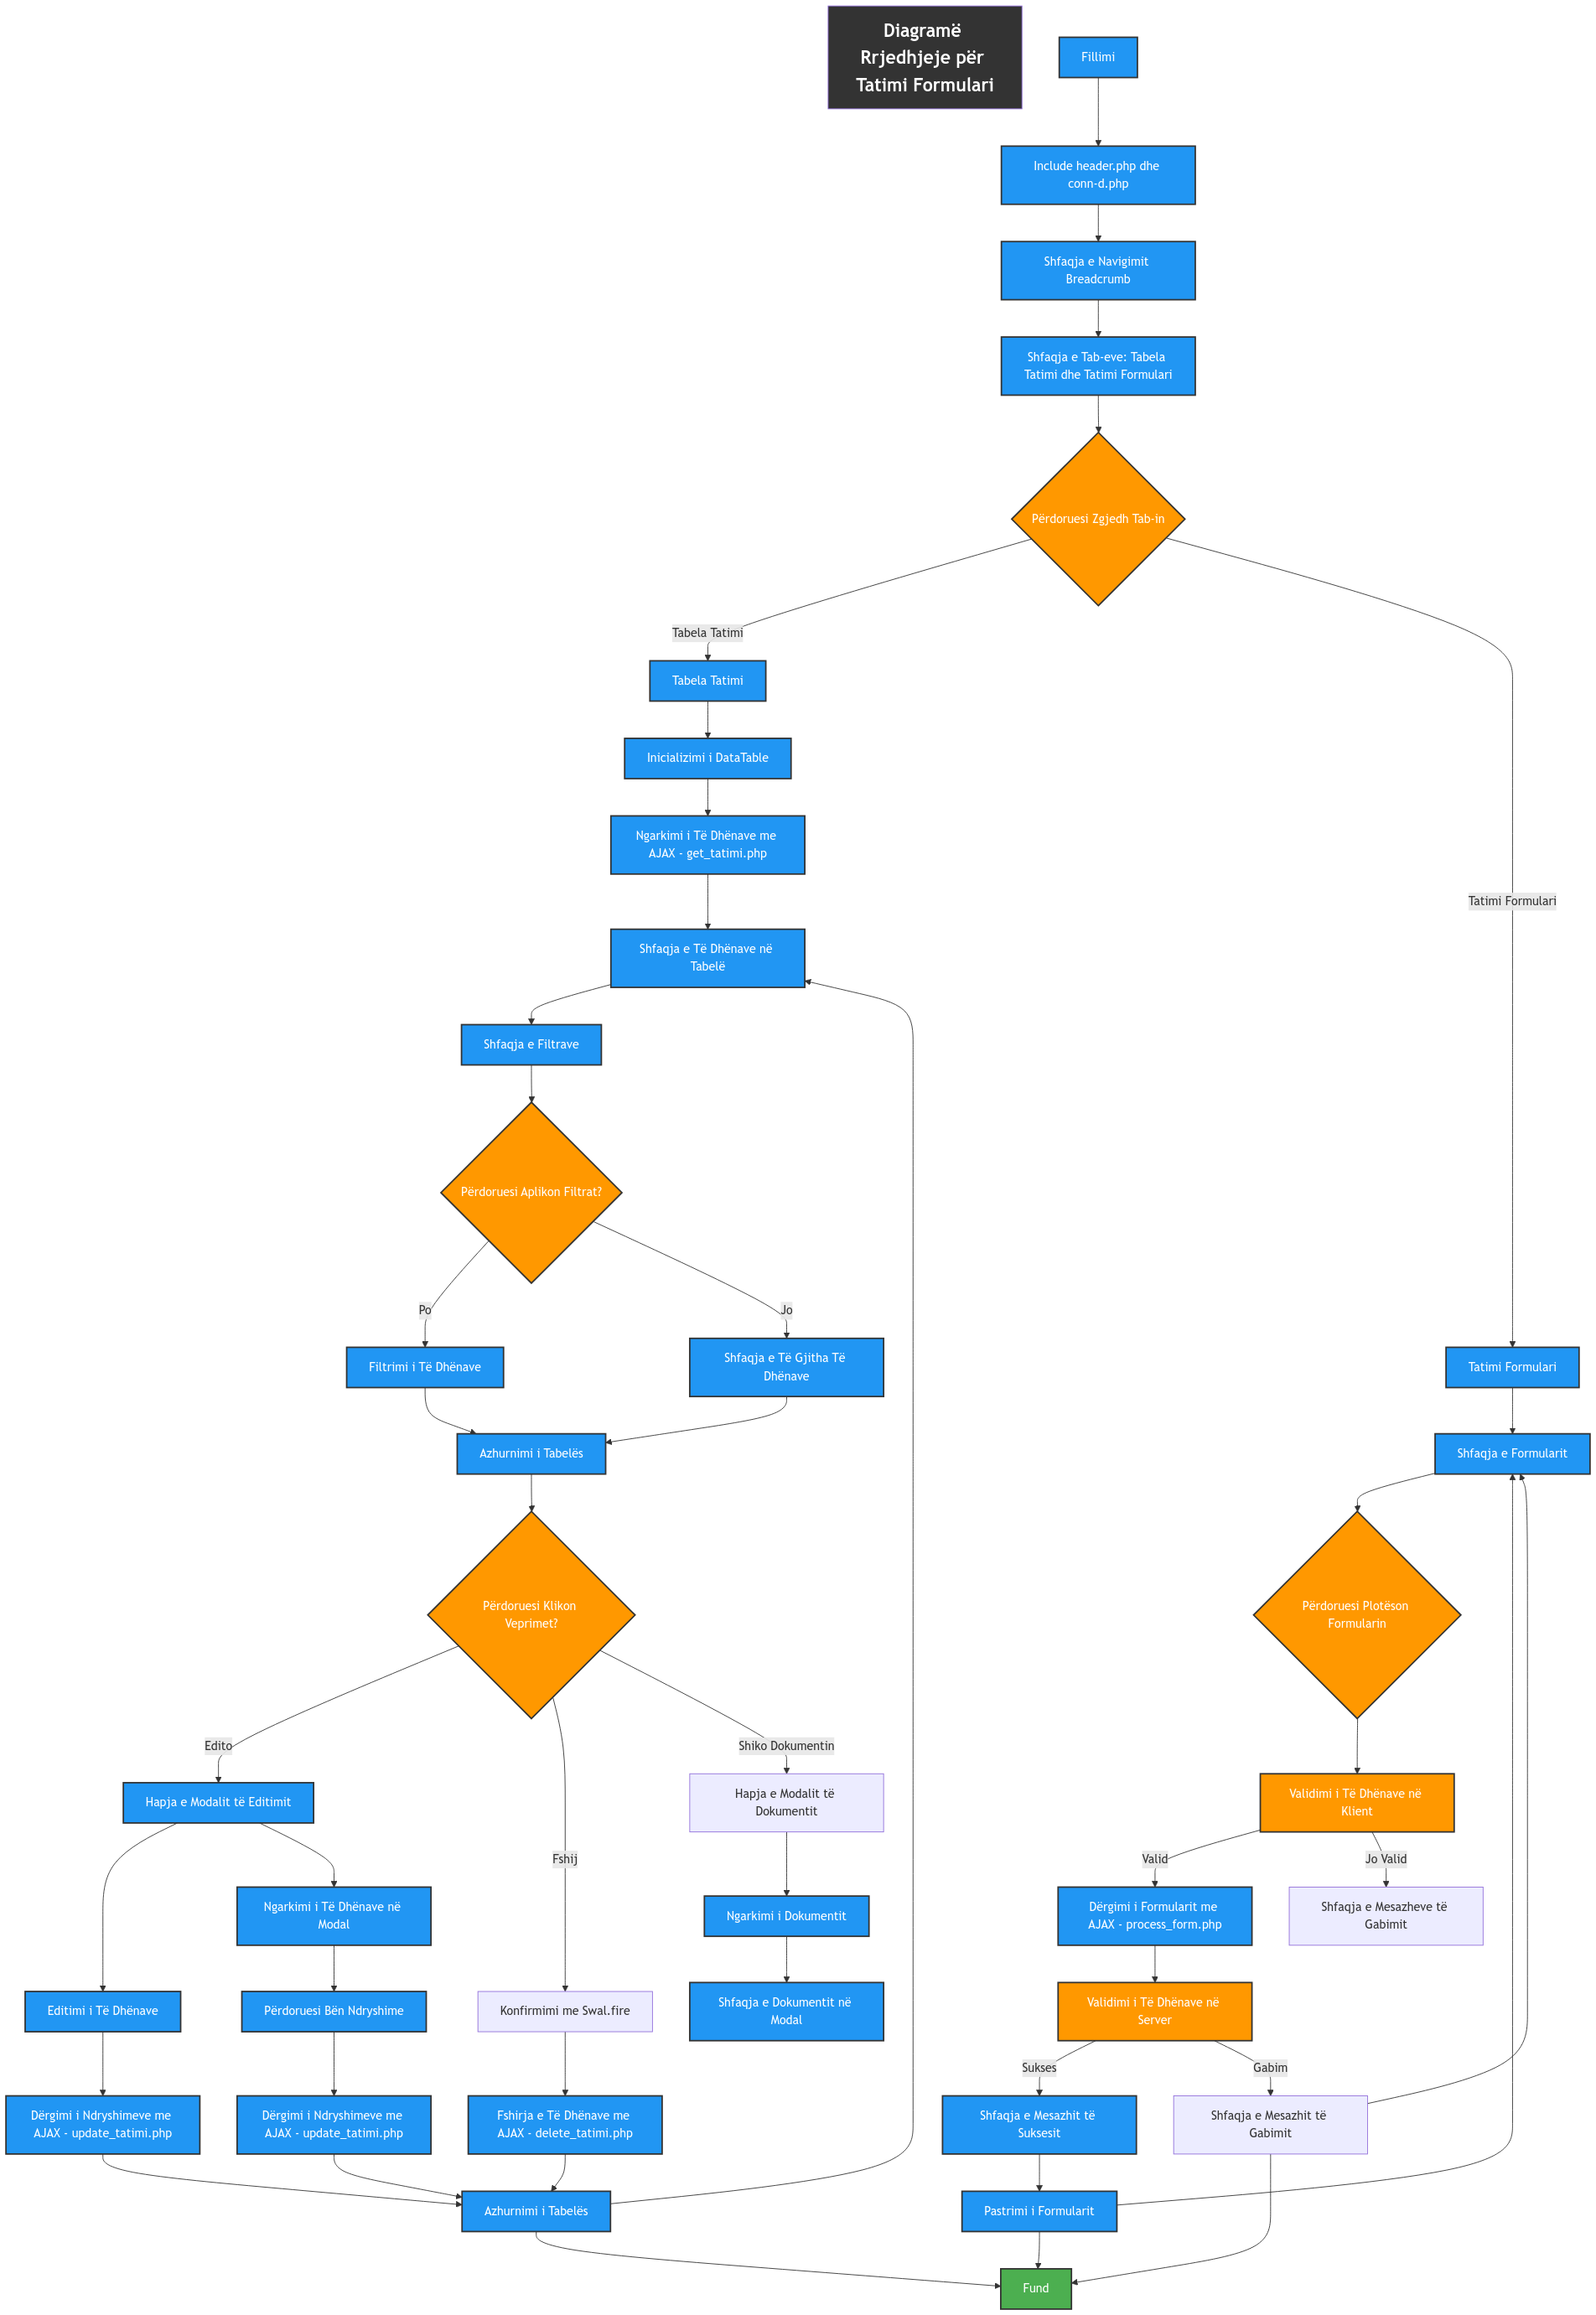 Diagramë
Rrjedhjeje për
Tatimi Formulari
Fillimi
Include header.php dhe
conn-d.php
Shfaqja e Navigimit
Breadcrumb
Shfaqja e Tab-eve: Tabela
Tatimi dhe Tatimi Formulari
Përdoruesi Zgjedh Tab-in
Tabela Tatimi
Tabela Tatimi
Inicializimi i DataTable
Ngarkimi i Të Dhënave me
AJAX - get_tatimi.php
Tatimi Formulari
Shfaqja e Të Dhënave në
Tabelë
Shfaqja e Filtrave
Përdoruesi Aplikon Filtrat?
Po
Jo
Filtrimi i Të Dhënave
Shfaqja e Të Gjitha Të
Dhënave
Tatimi Formulari
Azhurnimi i Tabelës
Shfaqja e Formularit
Përdoruesi Klikon
Veprimet?
Përdoruesi Plotëson
Formularin
Edito
Shiko Dokumentin
Hapja e Modalit të Editimit
Hapja e Modalit të
Dokumentit
Validimi i Të Dhënave në
Klient
Fshij
Valid
Jo Valid
Ngarkimi i Të Dhënave në
Modal
Ngarkimi i Dokumentit
Dërgimi i Formularit me
AJAX - process_form.php
Shfaqja e Mesazheve të
Gabimit
Editimi i Të Dhënave
Përdoruesi Bën Ndryshime
Konfirmimi me Swal.fire
Shfaqja e Dokumentit në
Modal
Validimi i Të Dhënave në
Server
Sukses
Gabim
Dërgimi i Ndryshimeve me
AJAX - update_tatimi.php
Dërgimi i Ndryshimeve me
AJAX - update_tatimi.php
Fshirja e Të Dhënave me
AJAX - delete_tatimi.php
Shfaqja e Mesazhit të
Suksesit
Shfaqja e Mesazhit të
Gabimit
Azhurnimi i Tabelës
Pastrimi i Formularit
Fund